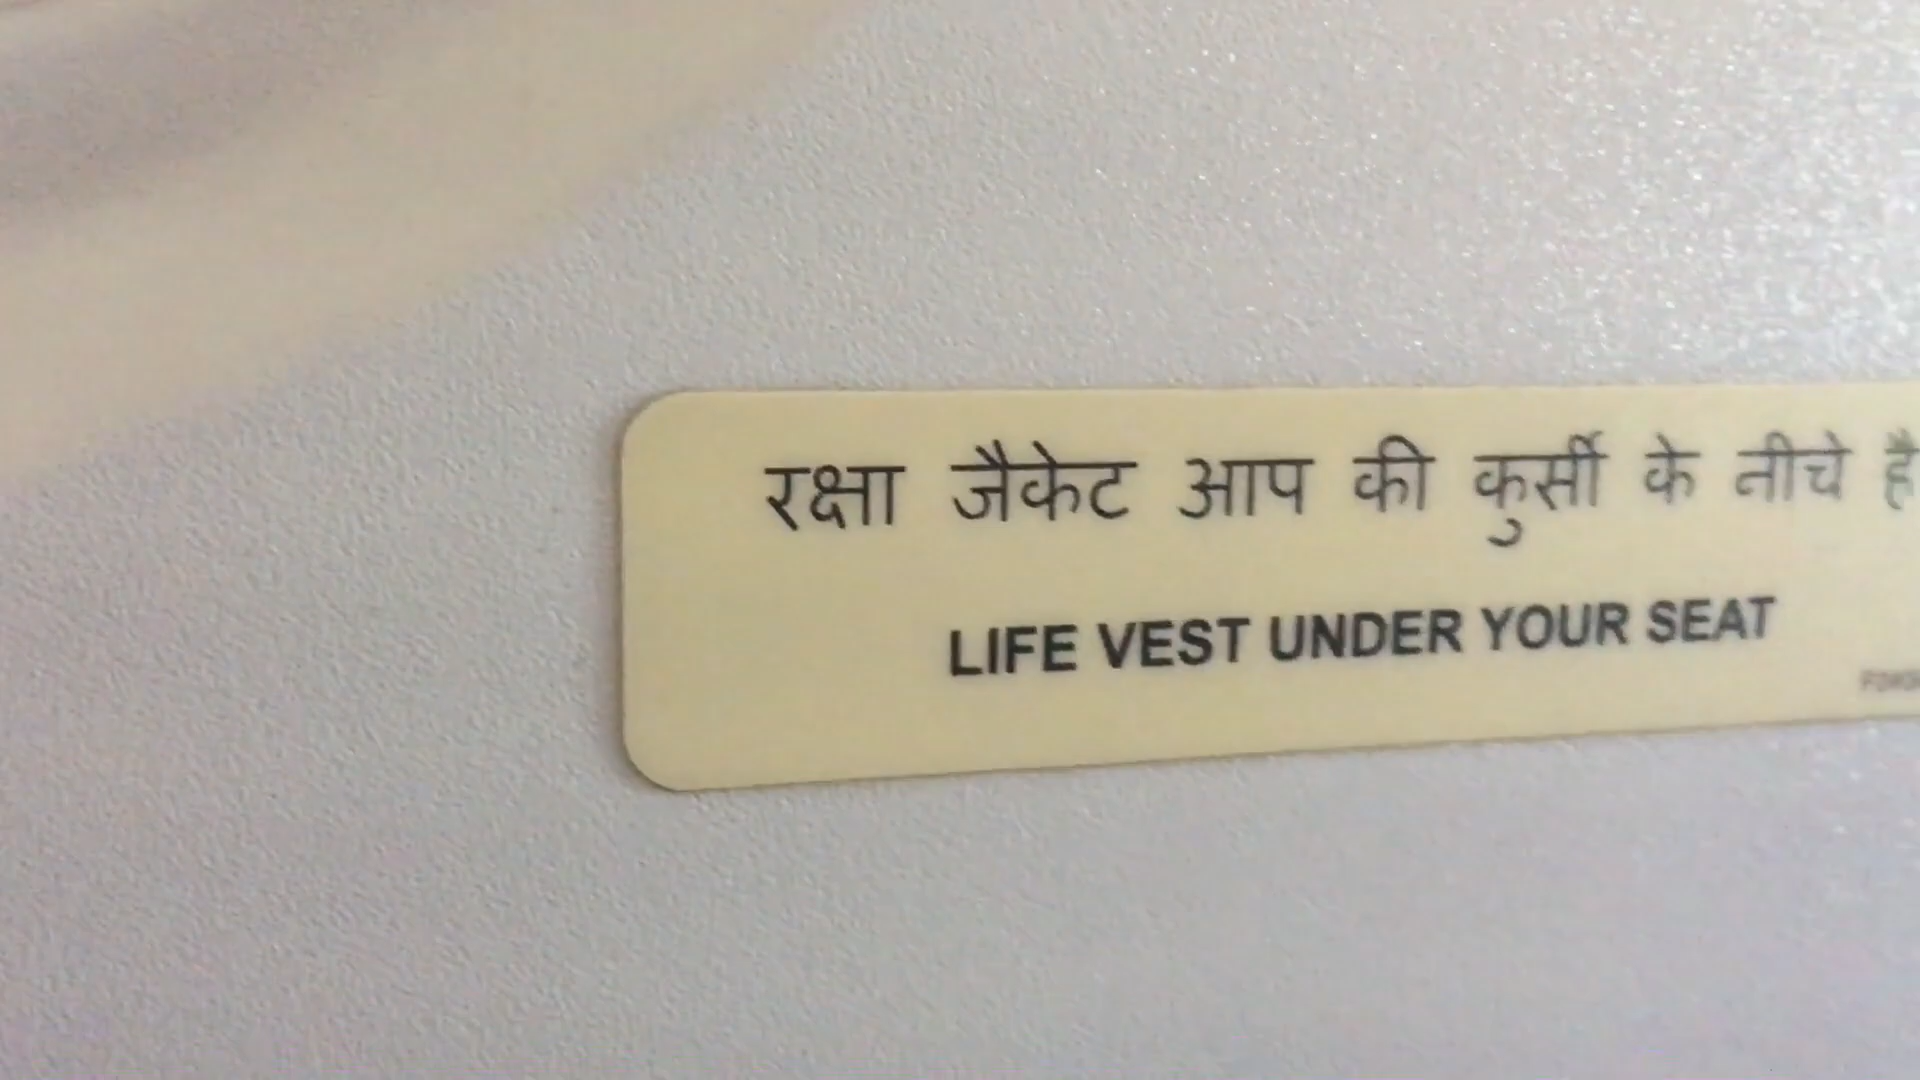 रक्षा जैकेट आप की कुर्सी के नीचे है
LIFE VEST UNDER YOUR SEAT